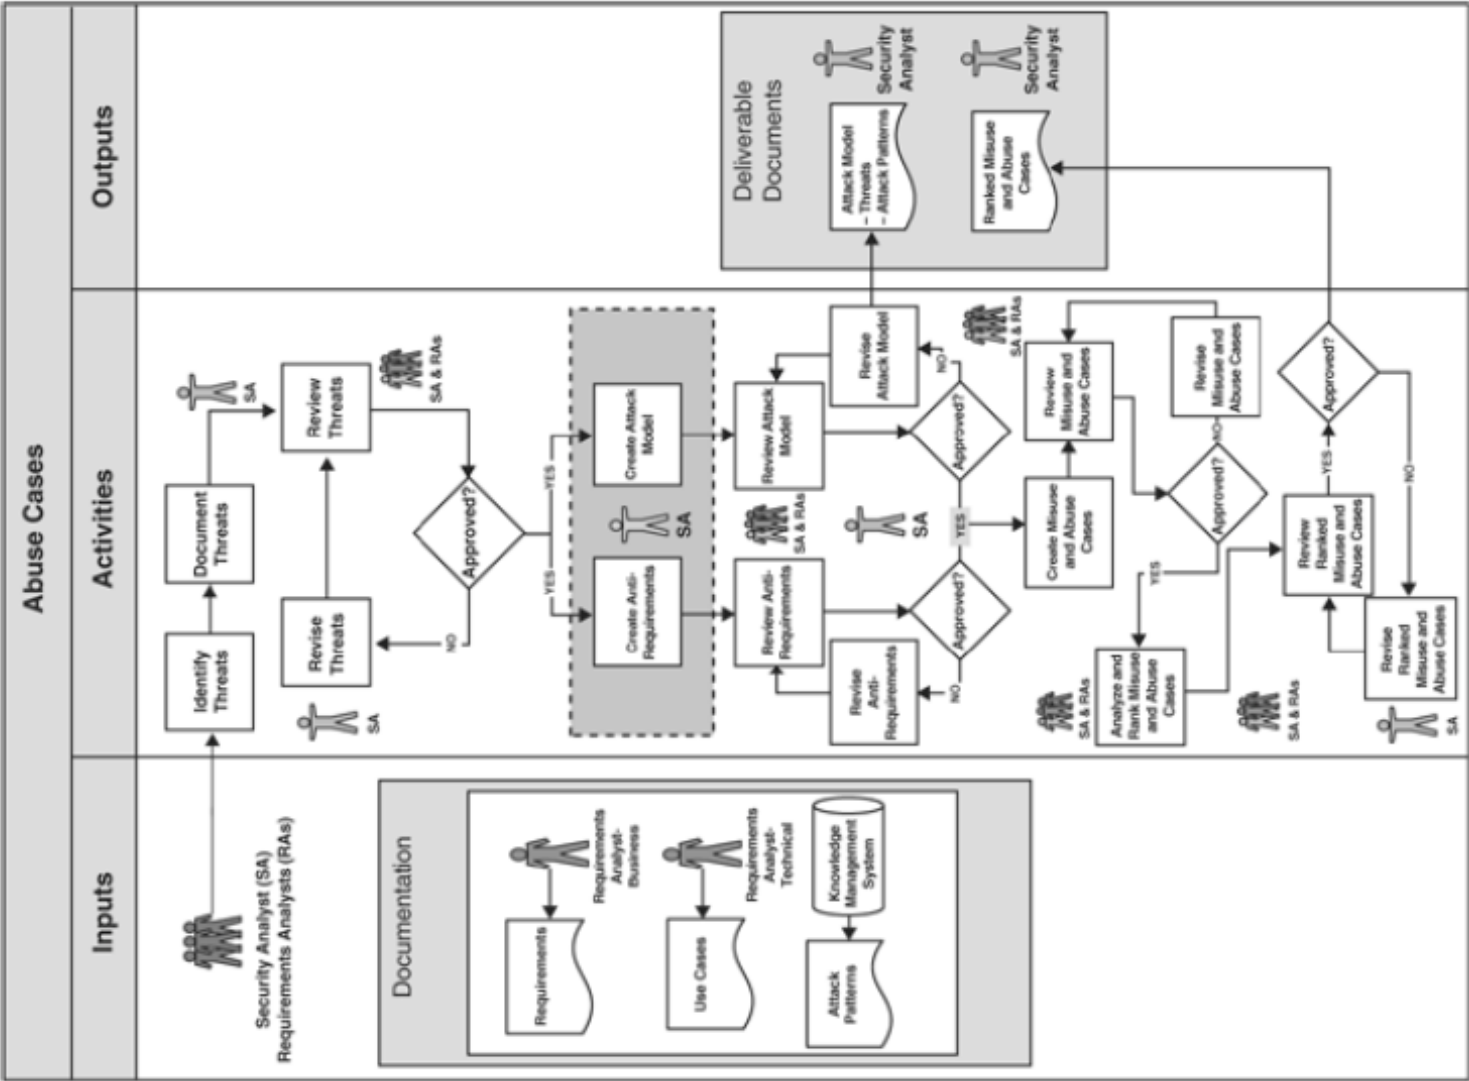 Abuse Cases
Inputs
Activities
Outputs
Security Analyst (SA)
Requirements Analysts (RAs)
Documentation
Requirements
Requirements
Analyst-
Business
Use Cases
Requirements
Analyst-
Technical
Attack
Patterns
Knowledge
Management
System
Identify
Threats
Document
Threats
SA
Revise
Threats
SA
Review
Threats
SA & RAs
NO
Approved?
YES
YES
Create Anti-
Requirements
SA
Create Attack
Model
Review Anti-
Requirements
SA & RAs
Review Attack
Model
Revise
Anti-
Requirements
SA
Revise
Attack Model
NO
Approved?
YES
Approved?
NO
SA & RAs
Create Misuse
and Abuse
Cases
Review
Misuse and
Abuse Cases
SA & RAs
Analyze and
Rank Misuse
and Abuse
Cases
YES
Approved?
NO
Revise
Misuse and
Abuse Cases
SA & RAs
Review
Ranked
Misuse and
Abuse Cases
YES
Approved?
NO
Revise
Ranked
Misuse and
Abuse Cases
SA
Deliverable
Documents
Attack Model
– Threats
– Attack Patterns
Security
Analyst
Ranked Misuse
and Abuse
Cases
Security
Analyst